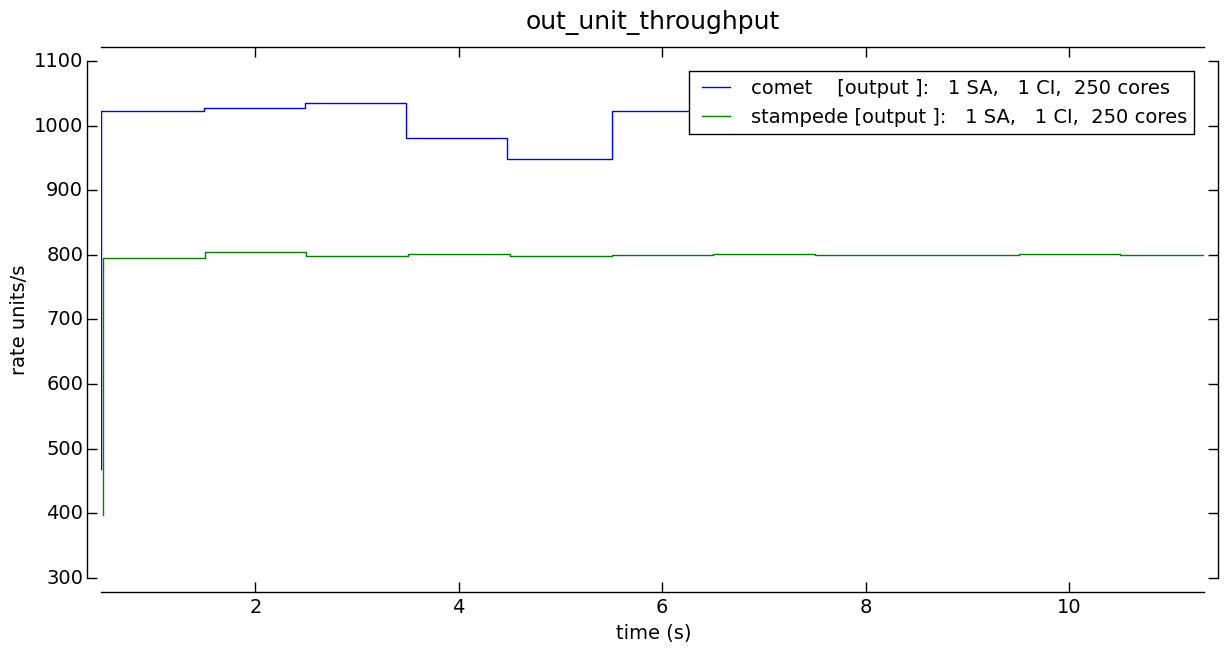 out_unit_throughput
1100
1000
900
800
700
600
500
400
300
rate units/s
comet    [output ]:   1 SA,   1 CI,  250 cores
stampede [output ]:   1 SA,   1 CI,  250 cores
2 4 6 8 10
time (s)